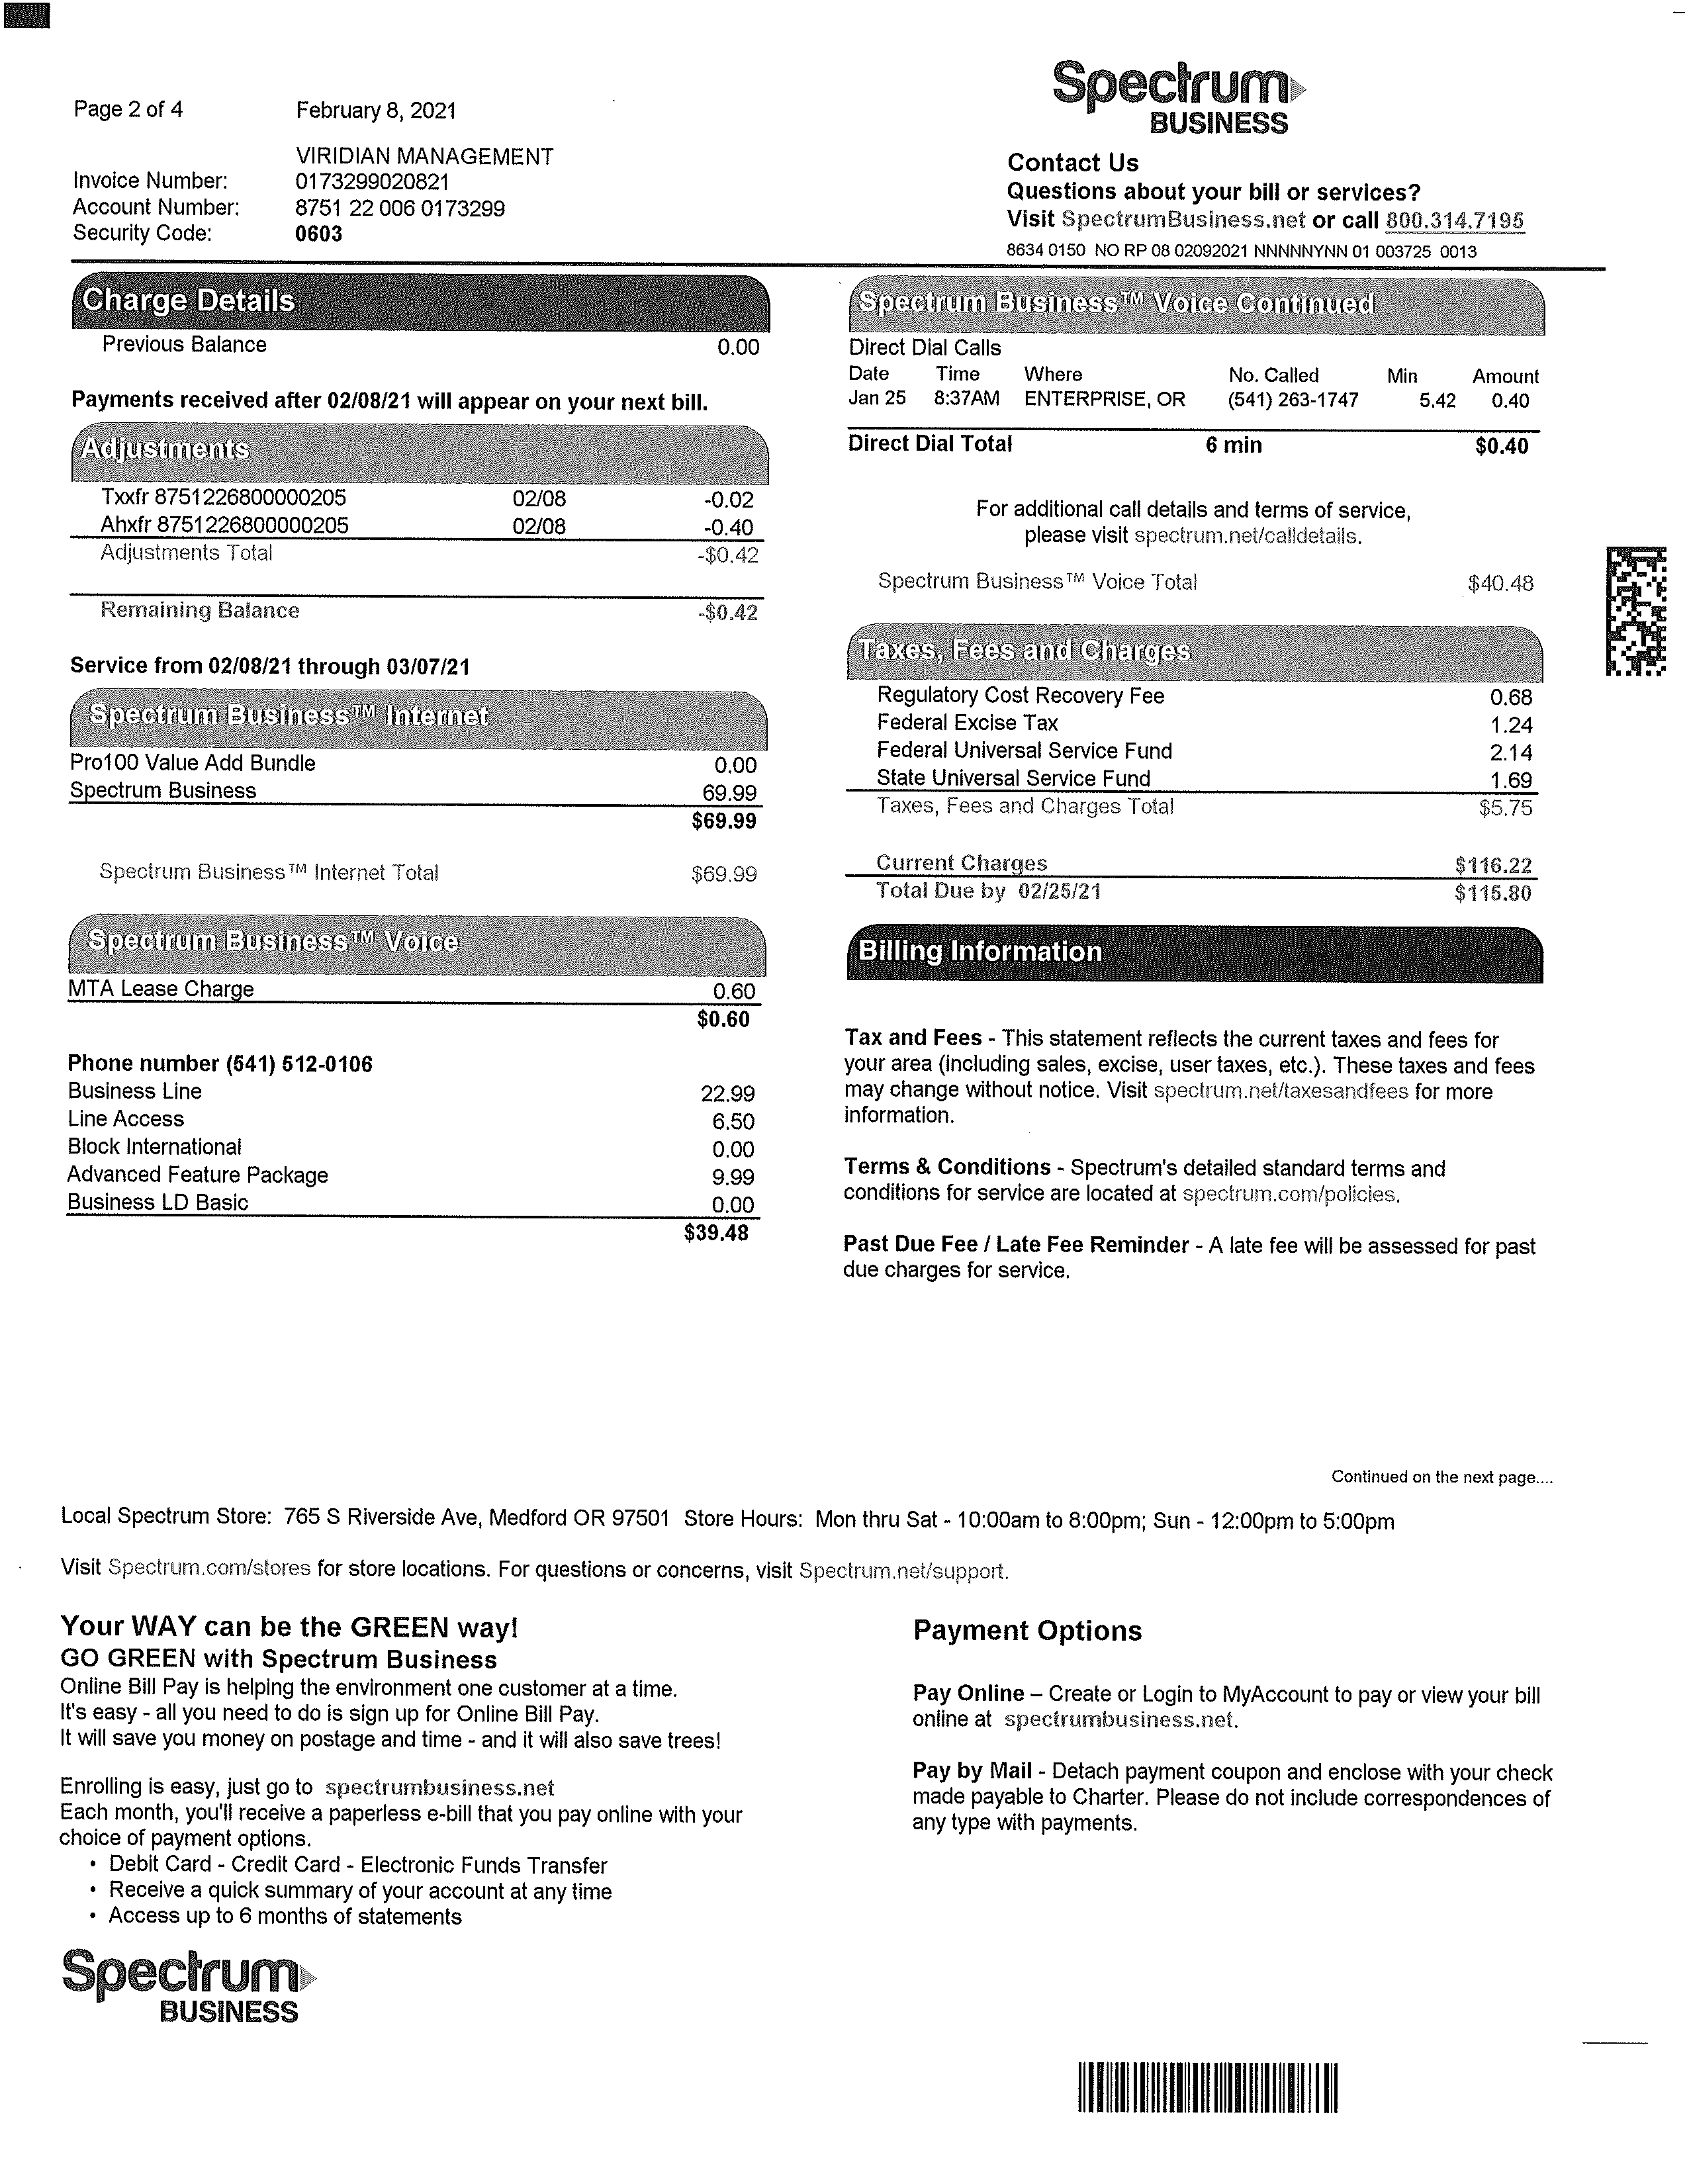 Page 2 of 4 February 8, 2021
VIRIDIAN MANAGEMENT
Invoice Number: 0173299020821
Account Number: 8751 22 006 0173299
Security Code: 0603
Spectrum
BUSINESS
Contact Us
Questions about your bill or services?
Visit SpectrumBusiness.net or call 800.314.7195
8634 0150 NO RP 08 02092021 NNNNNYNN 01 003725 0013
Charge Details
Previous Balance 0.00
Payments received after 02/08/21 will appear on your next bill.
Adjustments
Txxfr 8751226800000205 02/08 -0.02
Ahxfr 8751226800000205 02/08 -0.40
Adjustments Total -$0.42
Remaining Balance -$0.42
Service from 02/08/21 through 03/07/21
Spectrum Business™ Internet
Pro100 Value Add Bundle 0.00
Spectrum Business 69.99
$69.99
Spectrum Business™ Internet Total $69.99
Spectrum Business™ Voice
MTA Lease Charge 0.60
$0.60
Phone number (541) 512-0106
Business Line 22.99
Line Access 6.50
Block International 0.00
Advanced Feature Package 9.99
Business LD Basic 0.00
$39.48
Spectrum Business™ Voice Continued
Direct Dial Calls
Date Time Where No. Called Min Amount
Jan 25 8:37AM ENTERPRISE, OR (541) 263-1747 5.42 0.40
Direct Dial Total 6 min $0.40
For additional call details and terms of service,
please visit spectrum.net/calldetails.
Spectrum Business™ Voice Total $40.48
Taxes, Fees and Charges
Regulatory Cost Recovery Fee 0.68
Federal Excise Tax 1.24
Federal Universal Service Fund 2.14
State Universal Service Fund 1.69
Taxes, Fees and Charges Total $5.75
Current Charges $116.22
Total Due by 02/25/21 $115.80
Billing Information
Tax and Fees - This statement reflects the current taxes and fees for
your area (including sales, excise, user taxes, etc.). These taxes and fees
may change without notice. Visit spectrum.net/taxesandfees for more
information.
Terms & Conditions - Spectrum's detailed standard terms and
conditions for service are located at spectrum.com/policies.
Past Due Fee / Late Fee Reminder - A late fee will be assessed for past
due charges for service.
Continued on the next page....
Local Spectrum Store: 765 S Riverside Ave, Medford OR 97501 Store Hours: Mon thru Sat - 10:00am to 8:00pm; Sun - 12:00pm to 5:00pm
Visit Spectrum.com/stores for store locations. For questions or concerns, visit Spectrum.net/support.
Your WAY can be the GREEN way!
GO GREEN with Spectrum Business
Online Bill Pay is helping the environment one customer at a time.
It's easy - all you need to do is sign up for Online Bill Pay.
It will save you money on postage and time - and it will also save trees!
Enrolling is easy, just go to spectrumbusiness.net
Each month, you'll receive a paperless e-bill that you pay online with your
choice of payment options.
• Debit Card - Credit Card - Electronic Funds Transfer
• Receive a quick summary of your account at any time
• Access up to 6 months of statements
Spectrum
BUSINESS
Payment Options
Pay Online – Create or Login to MyAccount to pay or view your bill
online at spectrumbusiness.net.
Pay by Mail - Detach payment coupon and enclose with your check
made payable to Charter. Please do not include correspondences of
any type with payments.